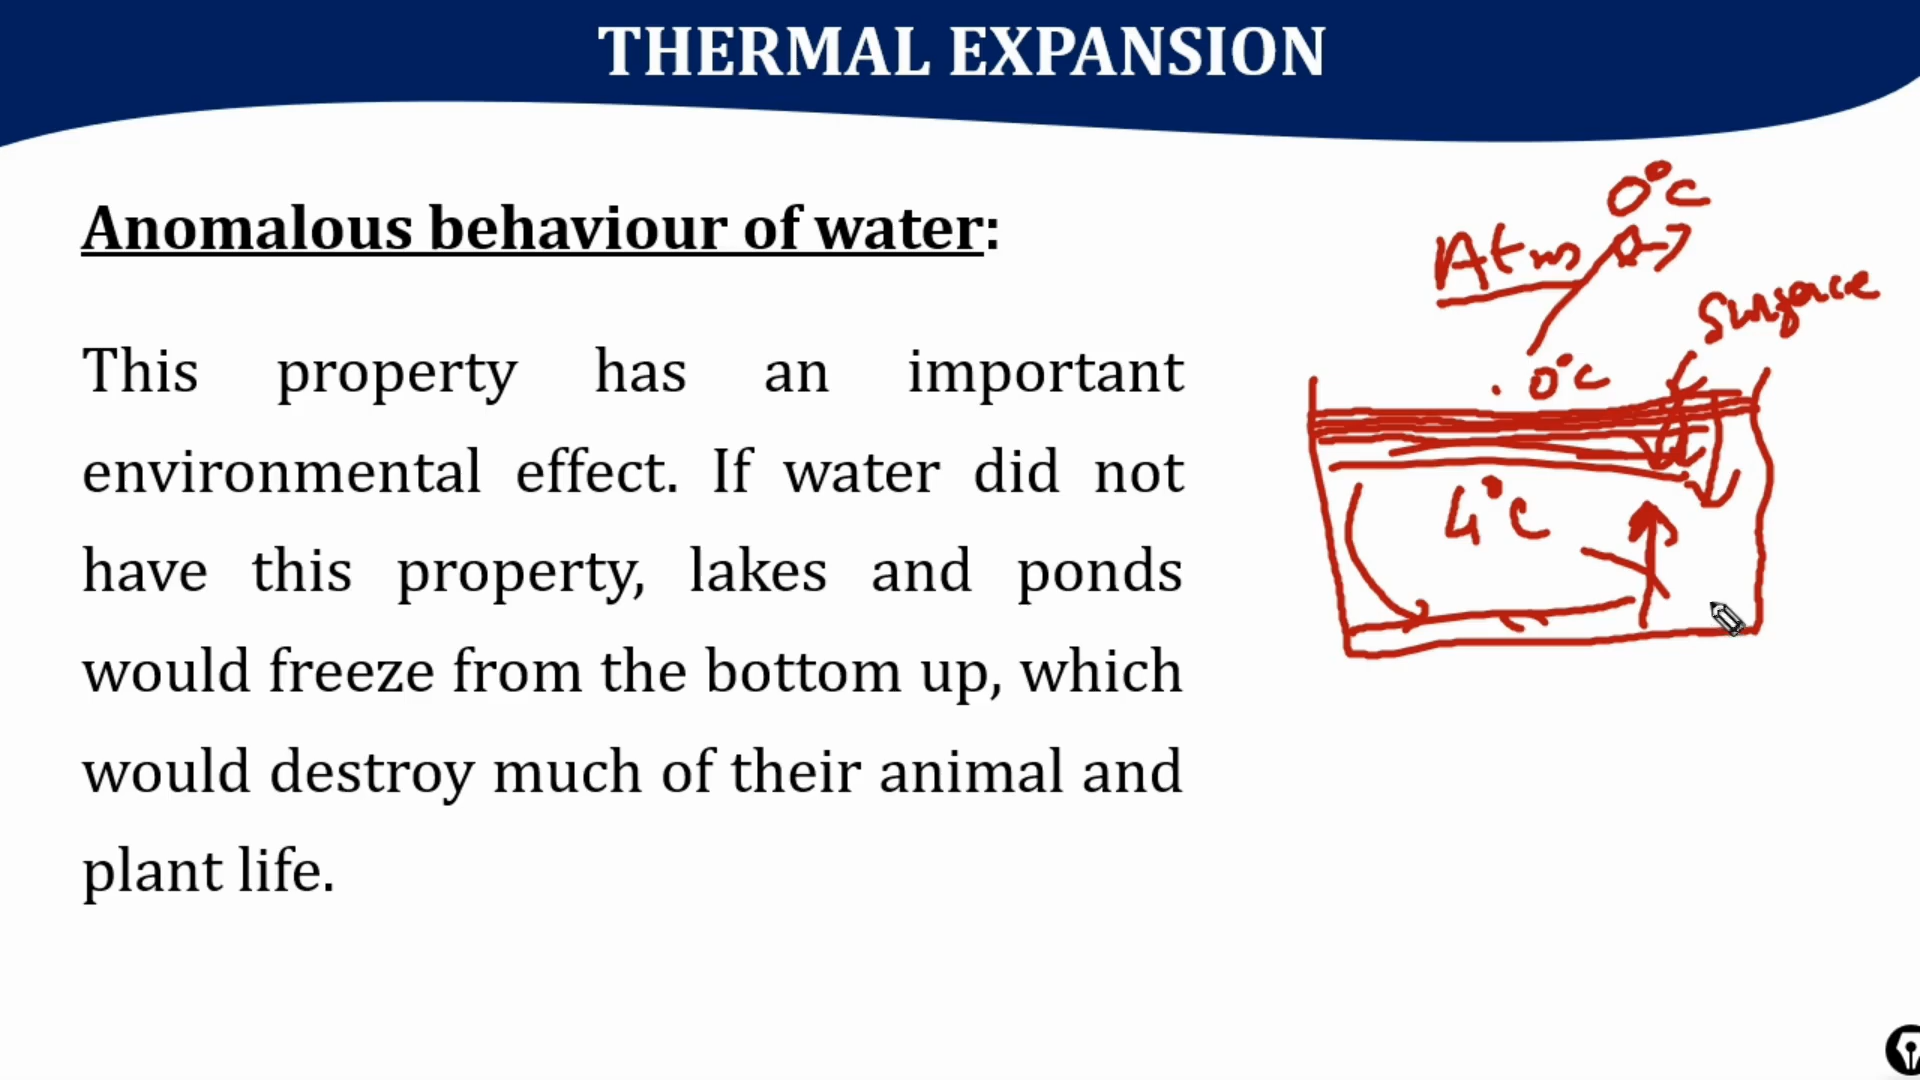 THERMAL EXPANSION
Anomalous behaviour of water:
This property has an important
environmental effect. If water did not
have this property, lakes and ponds
would freeze from the bottom up, which
would destroy much of their animal and
plant life.
0°C
Atm
Surface
0°C
4°C